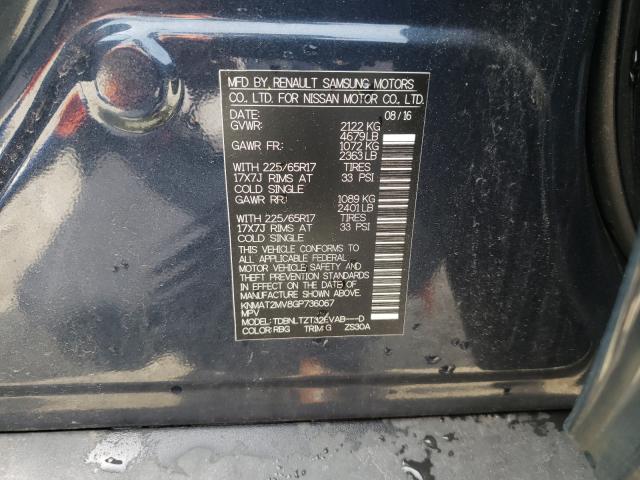 MFD BY, RENAULT SAMSUNG MOTORS
CO. LTD. FOR NISSAN MOTOR CO. LTD.
DATE: 08/16
GVWR: 2122 KG
4679 LB
GAWR FR: 1072 KG
2363 LB
WITH 225/65R17 TIRES
17X7J RIMS AT 33 PSI
COLD SINGLE
GAWR RR: 1089 KG
2401 LB
WITH 225/65R17 TIRES
17X7J RIMS AT 33 PSI
COLD SINGLE
THIS VEHICLE CONFORMS TO
ALL APPLICABLE FEDERAL
MOTOR VEHICLE SAFETY AND
THEFT PREVENTION STANDARDS
IN EFFECT ON THE DATE OF
MANUFACTURE SHOWN ABOVE.
KNMAT2MV8GP736067
MPV
MODEL: 
COLOR:RBG TRIM:G ZS30A